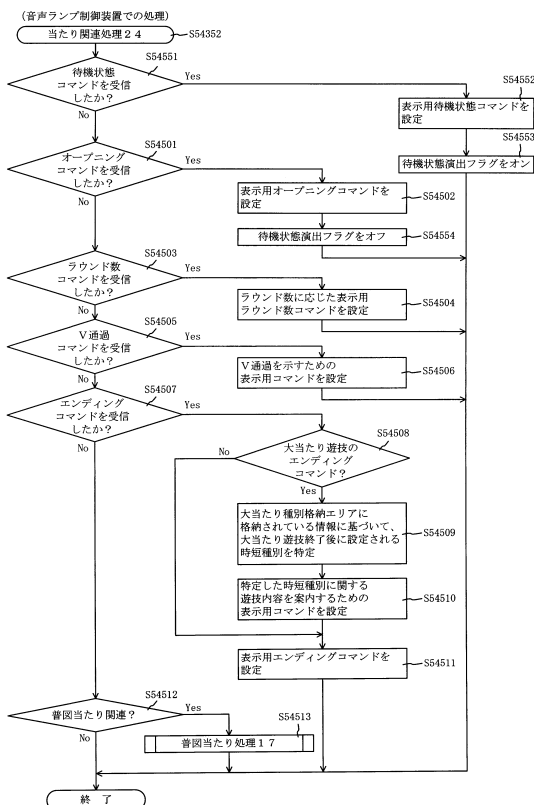 (音声ランプ制御装置での処理)
当たり関連処理24
S54352
S54551
待機状態
コマンドを受信
したか?
Yes
No
S54552
表示用待機状態コマンドを
設定
S54553
待機状態演出フラグをオン
S54501
オープニング
コマンドを受信
したか?
Yes
No
表示用オープニングコマンドを
設定
S54502
待機状態演出フラグをオフ
S54554
S54503
ラウンド数
コマンドを受信
したか?
Yes
No
ラウンド数に応じた表示用
ラウンド数コマンドを設定
S54504
S54505
V通過
コマンドを受信
したか?
Yes
No
V通過を示すための
表示用コマンドを設定
S54506
S54507
エンディング
コマンドを受信
したか?
Yes
No
S54508
大当たり遊技の
エンディング
コマンド?
No
Yes
大当たり種別格納エリアに
格納されている情報に基づいて、
大当たり遊技終了後に設定される
時短種別を特定
S54509
特定した時短種別に関する
遊技内容を案内するための
表示用コマンドを設定
S54510
表示用エンディングコマンドを
設定
S54511
S54512
普図当たり関連?
Yes
No
S54513
普図当たり処理17
終 了